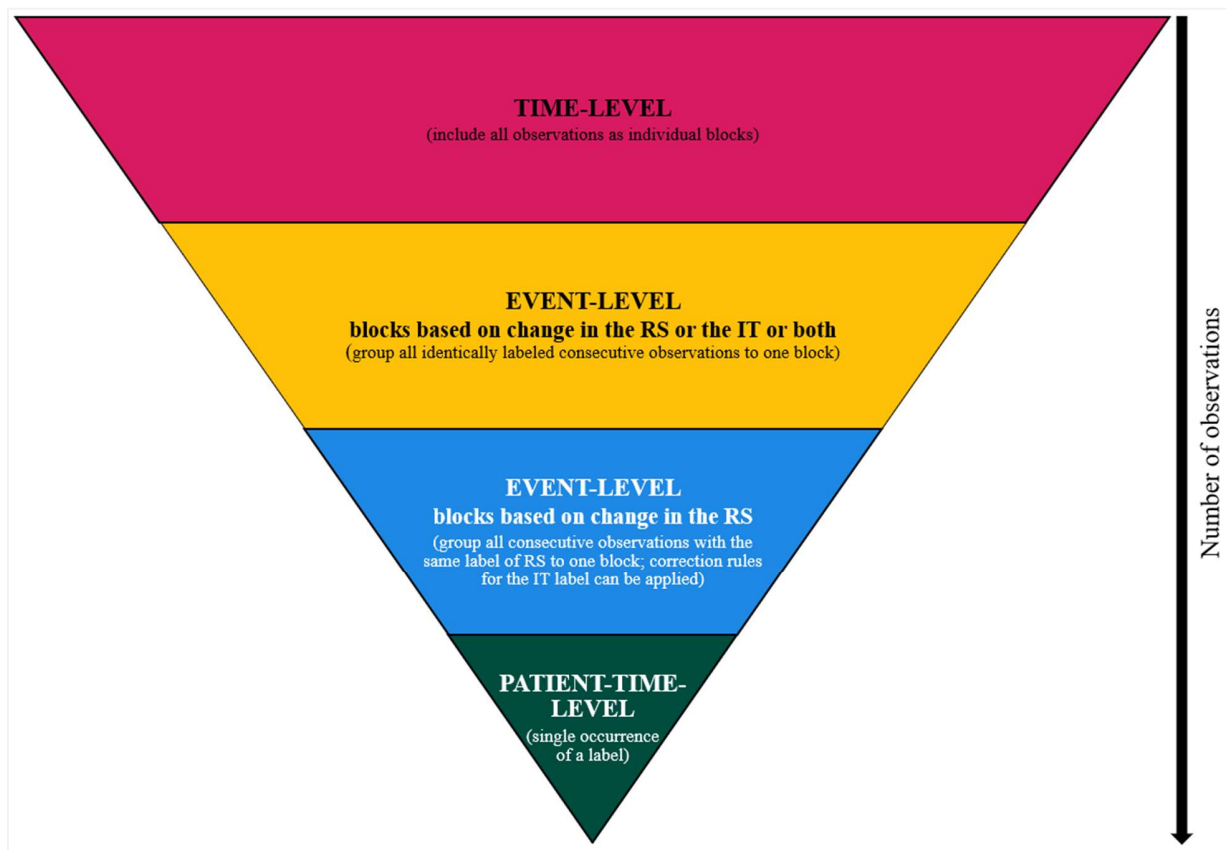 TIME-LEVEL
(include all observations as individual blocks)
EVENT-LEVEL
blocks based on change in the RS or the IT or both
(group all identically labeled consecutive observations to one block)
EVENT-LEVEL
blocks based on change in the RS
(group all consecutive observations with the
same label of RS to one block; correction rules
for the IT label can be applied)
PATIENT-TIME-
LEVEL
(single occurrence
of a label)
Number of observations